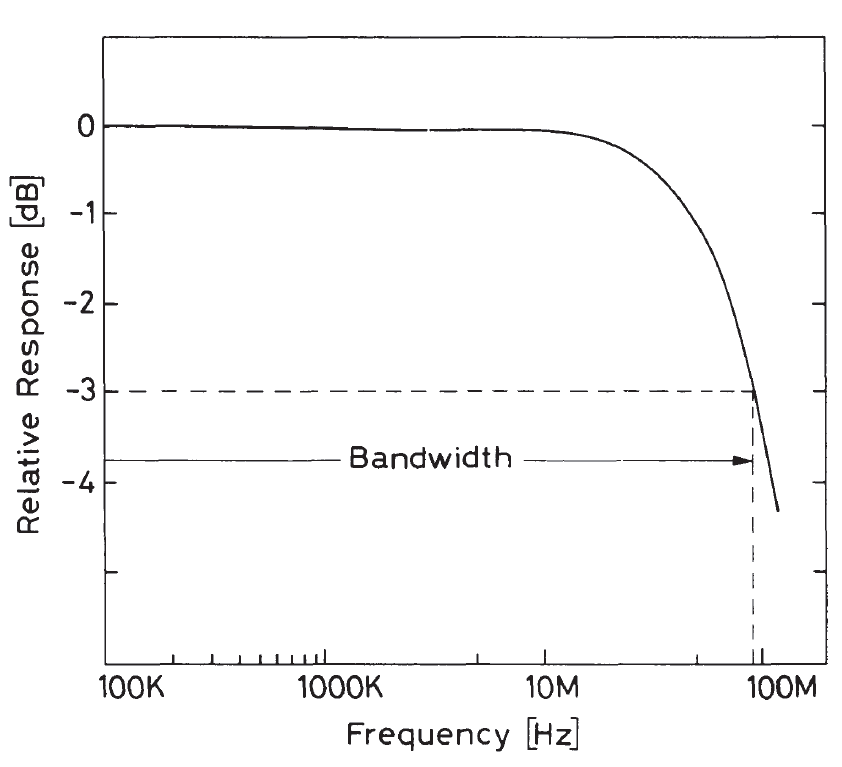 0
-1
-2
-3
-4
Relative Response [dB]
Bandwidth
100K 1000K 10M 100M
Frequency [Hz]